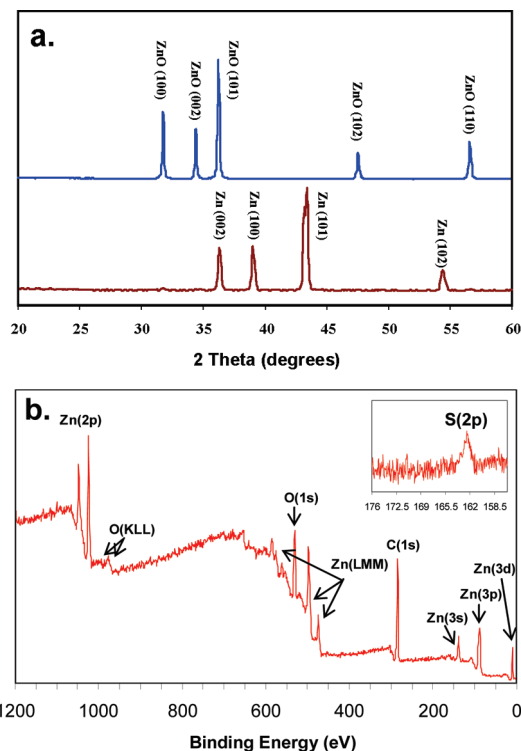 a.
ZnO (100)
ZnO (002)
ZnO (101)
ZnO (102)
ZnO (110)
Zn (002)
Zn (100)
Zn (101)
Zn (102)
20 25 30 35 40 45 50 55 60
2 Theta (degrees)
b.
S(2p)
176 172.5 169 165.5 162 158.5
Zn(2p)
O(KLL)
O(1s)
Zn(LMM)
C(1s)
Zn(3s)
Zn(3p)
Zn(3d)
1200 1000 800 600 400 200 0
Binding Energy (eV)